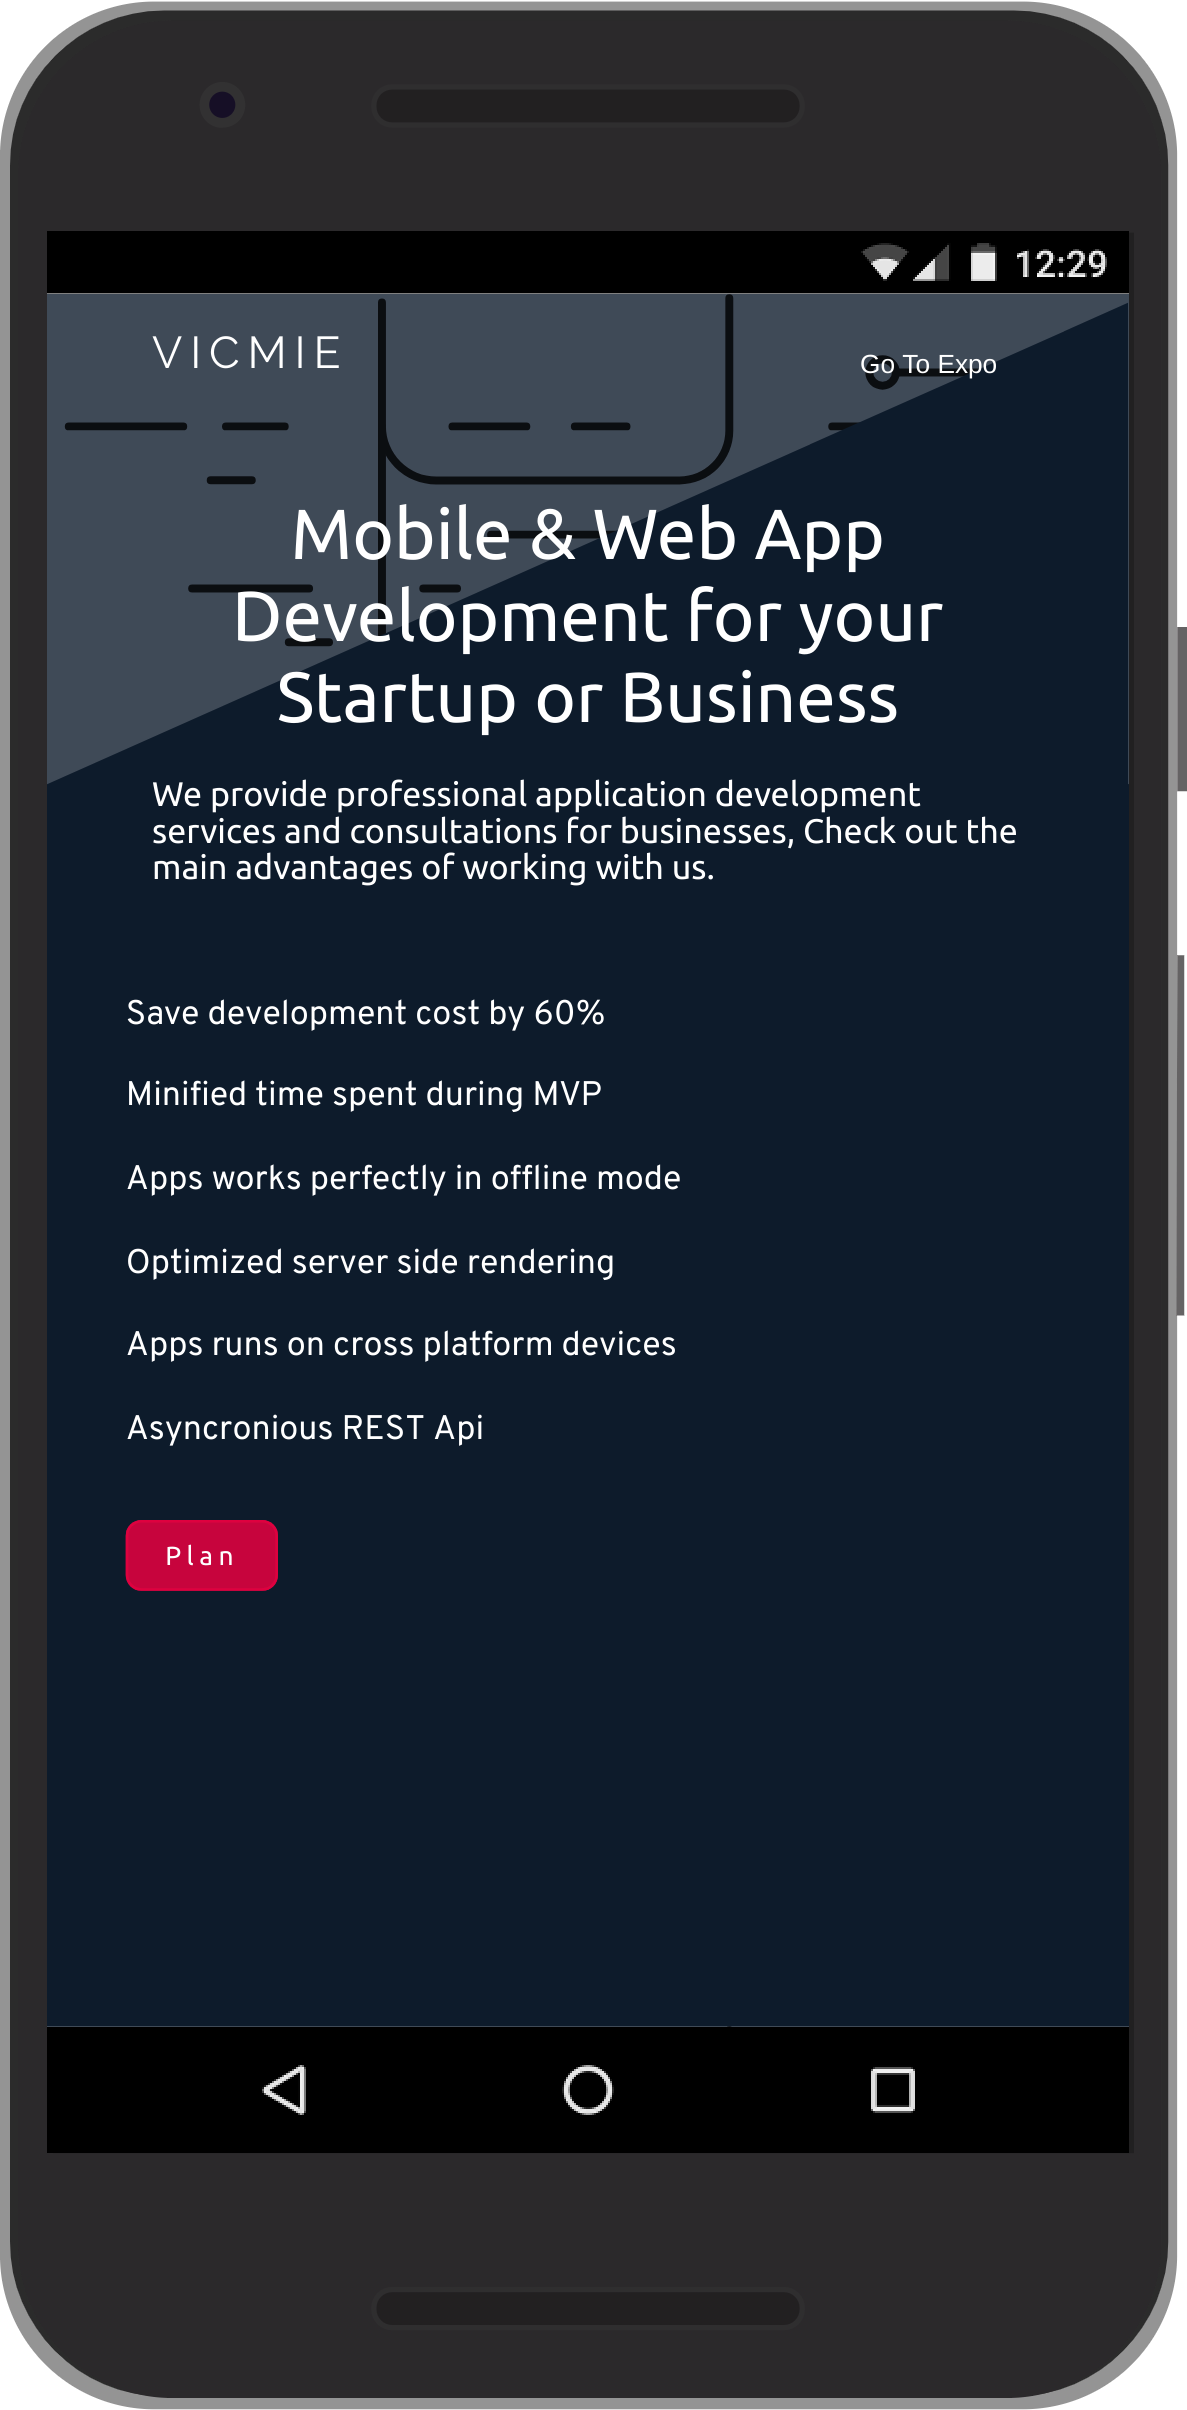 12:29
VICMIE
Go To Expo
Mobile & Web App
Development for your
Startup or Business
We provide professional application development
services and consultations for businesses, Check out the
main advantages of working with us.
Save development cost by 60%
Minified time spent during MVP
Apps works perfectly in offline mode
Optimized server side rendering
Apps runs on cross platform devices
Asyncronious REST Api
Plan